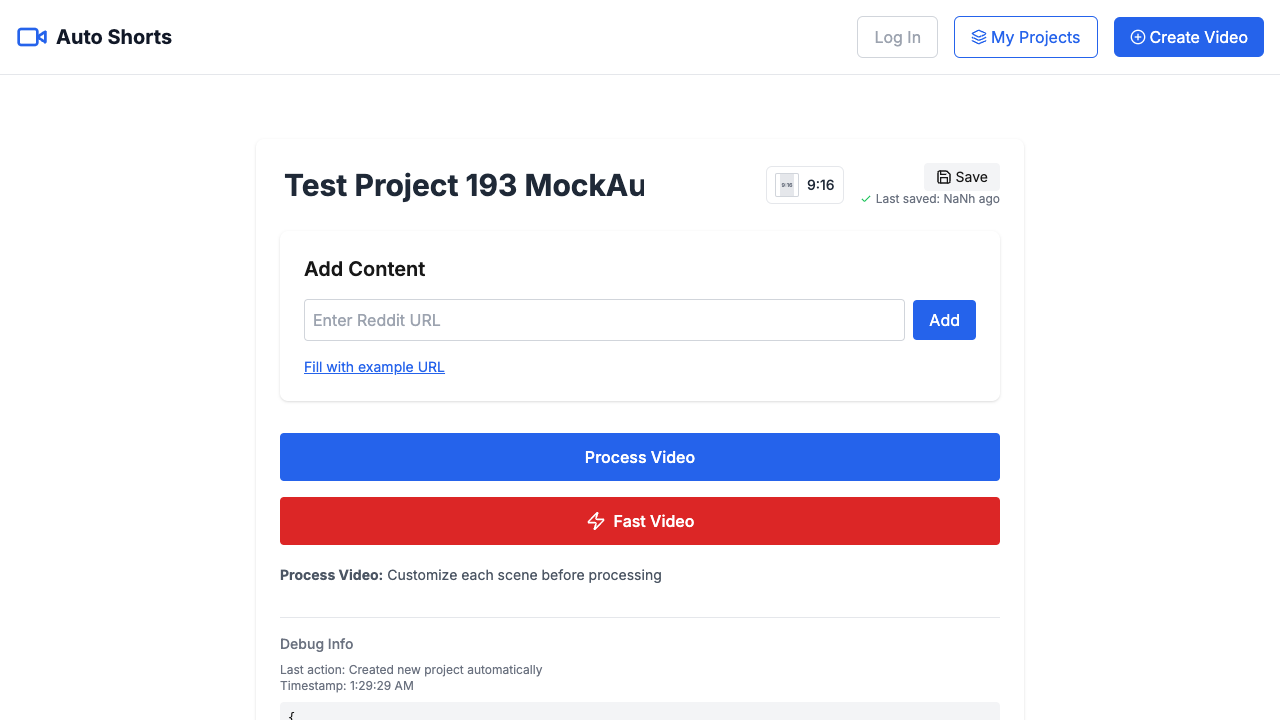 Auto Shorts
Log In
My Projects
Create Video
Test Project 193 MockAu
9:16
9:16
Save
Last saved: NaNh ago
Add Content
Enter Reddit URL
Add
Fill with example URL
Process Video
Fast Video
Process Video: Customize each scene before processing
Debug Info
Last action: Created new project automatically
Timestamp: 1:29:29 AM
{